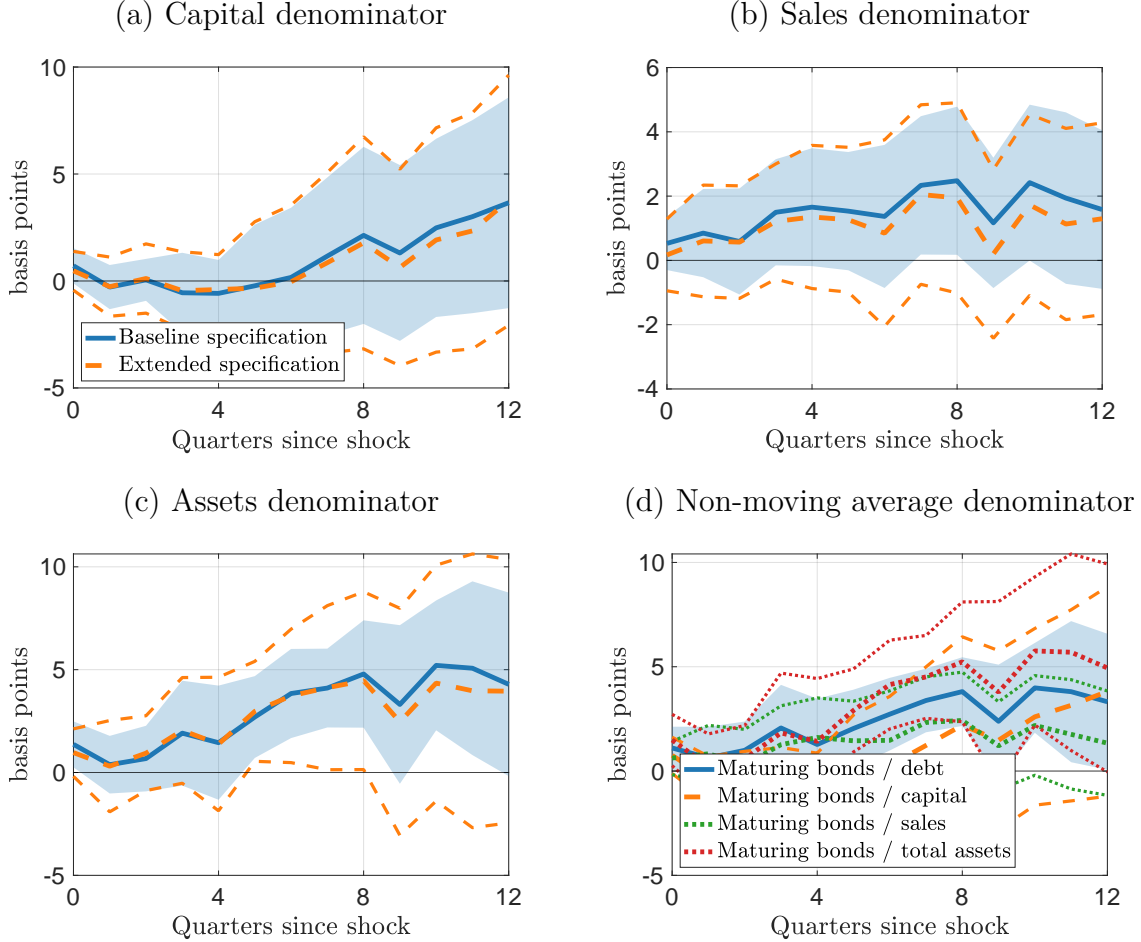 (a) Capital denominator
10
5
0
-5
basis points
Baseline specification
Extended specification
0 4 8 12
Quarters since shock
(b) Sales denominator
6
4
2
0
-2
-4
basis points
0 4 8 12
Quarters since shock
(c) Assets denominator
10
5
0
-5
basis points
0 4 8 12
Quarters since shock
(d) Non-moving average denominator
10
5
0
-5
basis points
Maturing bonds / debt
Maturing bonds / capital
Maturing bonds / sales
Maturing bonds / total assets
0 4 8 12
Quarters since shock